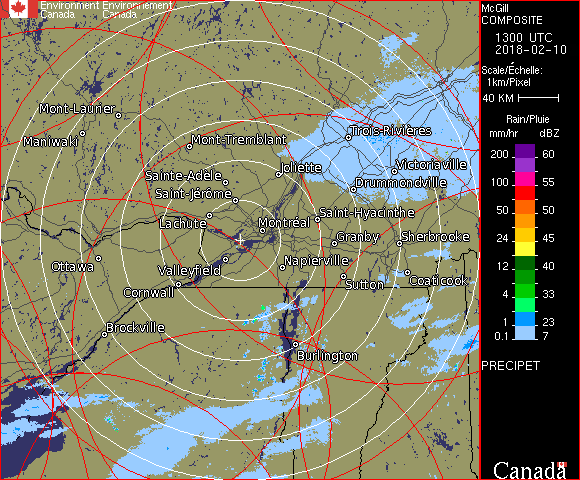 Environment Environnement
Canada Canada
McGill
COMPOSITE
1300 UTC
2018-02-10
Scale/Échelle:
1km/Pixel
40 KM
Rain/Pluie
mm/hr dBZ
200 60
55
100 55
50 50
24 45
12 40
4 33
1 23
0.1 7
PRECIPET
Canada
Mont-Laurier
Maniwaki
Mont-Tremblant
Trois-Rivières
Joliette
Victoriaville
Sainte-Adèle
Drummondville
Saint-Jérôme
Saint-Hyacinthe
Lachute
Montréal
Granby
Sherbrooke
Ottawa
Valleyfield
Napierville
Cornwall
Sutton
Coaticook
Brockville
Burlington